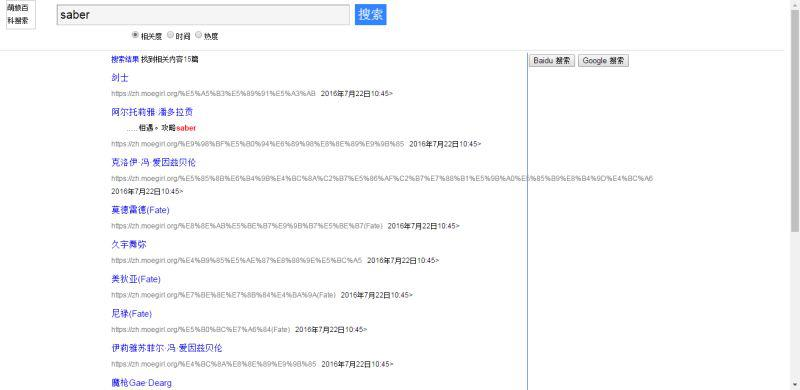 萌娘百
科搜索
saber
搜索
相关度 时间 热度
搜索结果 找到相关内容15篇
Baidu 搜索 Google 搜索
剑士
https://zh.moegirl.org/%E5%A5%B3%E5%89%91%E5%A3%AB 2016年7月22日10:45>
阿尔托莉雅·潘多拉贡
.....相遇。攻略saber
https://zh.moegirl.org/%E9%98%BF%E5%B0%94%E6%89%98%E8%8E%89%E9%9B%85 2016年7月22日10:45>
克洛伊·冯·爱因兹贝伦
https://zh.moegirl.org/%E5%85%8B%E6%B4%9B%E4%BC%8A%C2%B7%E5%86%AF%C2%B7%E7%88%B1%E5%9B%A0%E5%85%B9%E8%B4%9D%E4%BC%A6
2016年7月22日10:45>
莫德雷德(Fate)
https://zh.moegirl.org/%E8%8E%AB%E5%BE%B7%E9%9B%B7%E5%BE%B7(Fate) 2016年7月22日10:45>
久宇舞弥
https://zh.moegirl.org/%E4%B9%85%E5%AE%87%E8%88%9E%E5%BC%A5 2016年7月22日10:45>
美狄亚(Fate)
https://zh.moegirl.org/%E7%BE%8E%E7%8B%84%E4%BA%9A(Fate) 2016年7月22日10:45>
尼禄(Fate)
https://zh.moegirl.org/%E5%B0%BC%E7%A6%84(Fate) 2016年7月22日10:45>
伊莉雅苏菲尔·冯·爱因兹贝伦
https://zh.moegirl.org/%E4%BC%8A%E8%8E%89%E9%9B%85 2016年7月22日10:45>
魔枪Gae·Dearg